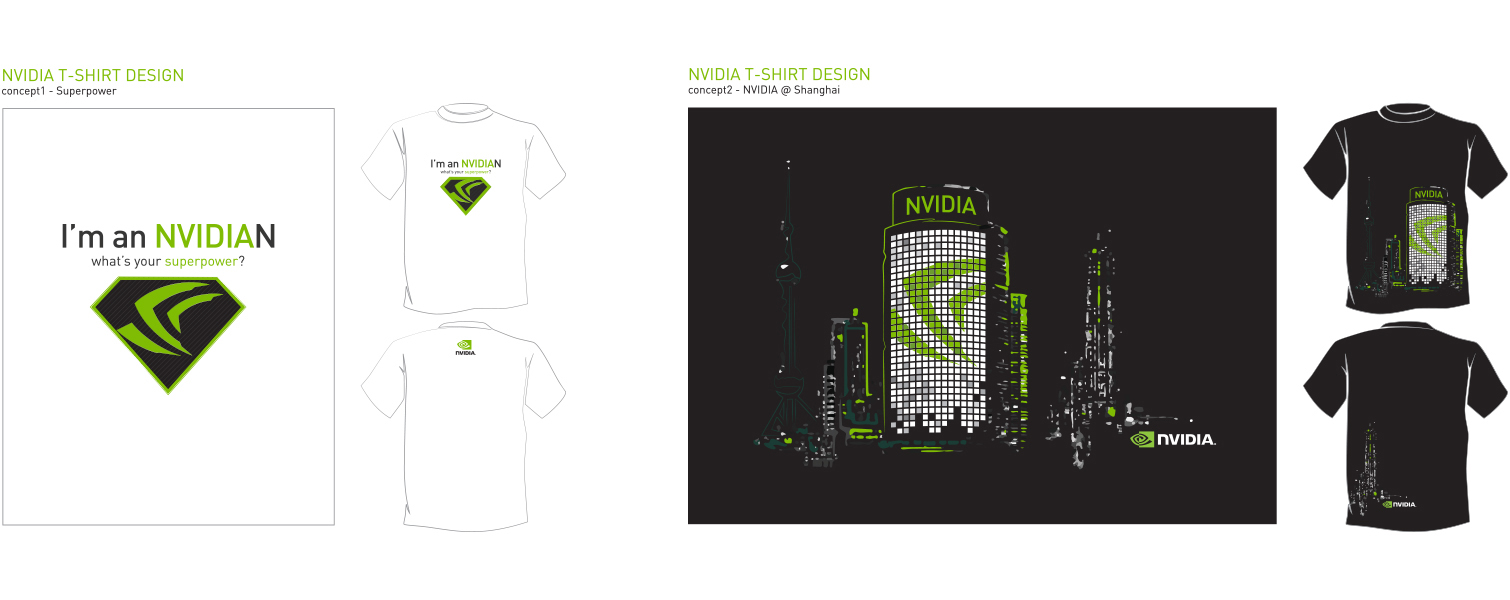 NVIDIA T-SHIRT DESIGN
concept1 - Superpower
I'm an NVIDIAN
what's your superpower?
I'm an NVIDIAN
what's your superpower?
NVIDIA.
NVIDIA T-SHIRT DESIGN
concept2 - NVIDIA @ Shanghai
NVIDIA
NVIDIA.
NVIDIA
NVIDIA.